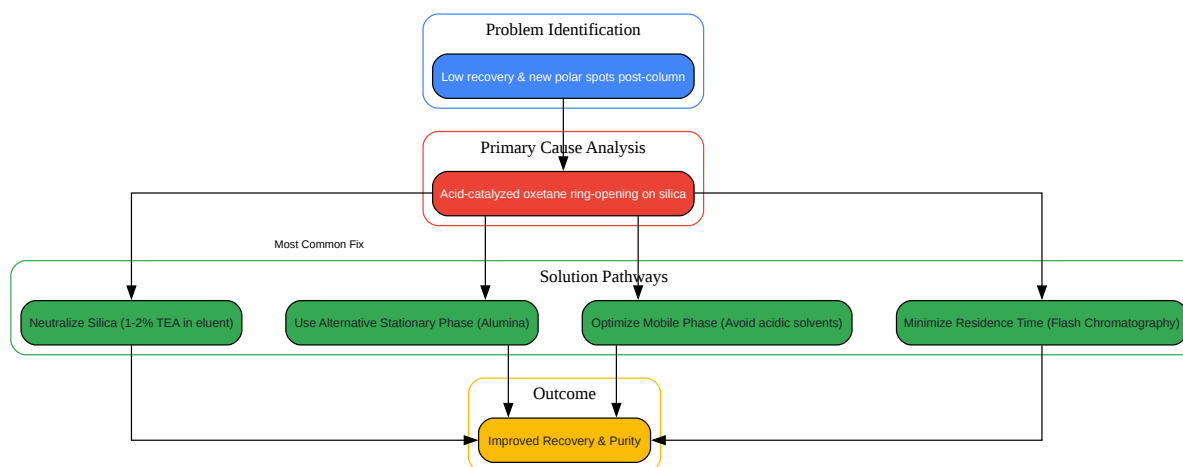 Problem Identification
Low recovery & new polar spots post-column
Primary Cause Analysis
Acid-catalyzed oxetane ring-opening on silica
Most Common Fix
Solution Pathways
Neutralize Silica (1-2% TEA in eluent)
Use Alternative Stationary Phase (Alumina)
Optimize Mobile Phase (Avoid acidic solvents)
Minimize Residence Time (Flash Chromatography)
Outcome
Improved Recovery & Purity